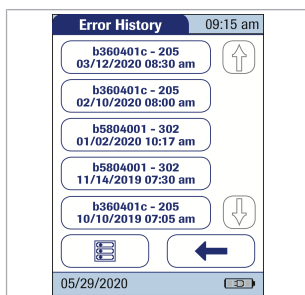 Error History 09:15 am
b360401c - 205
03/12/2020 08:30 am
b360401c - 205
02/10/2020 08:00 am
b5804001 - 302
01/02/2020 10:17 am
b5804001 - 302
11/14/2019 07:30 am
b360401c - 205
10/10/2019 07:05 am
05/29/2020